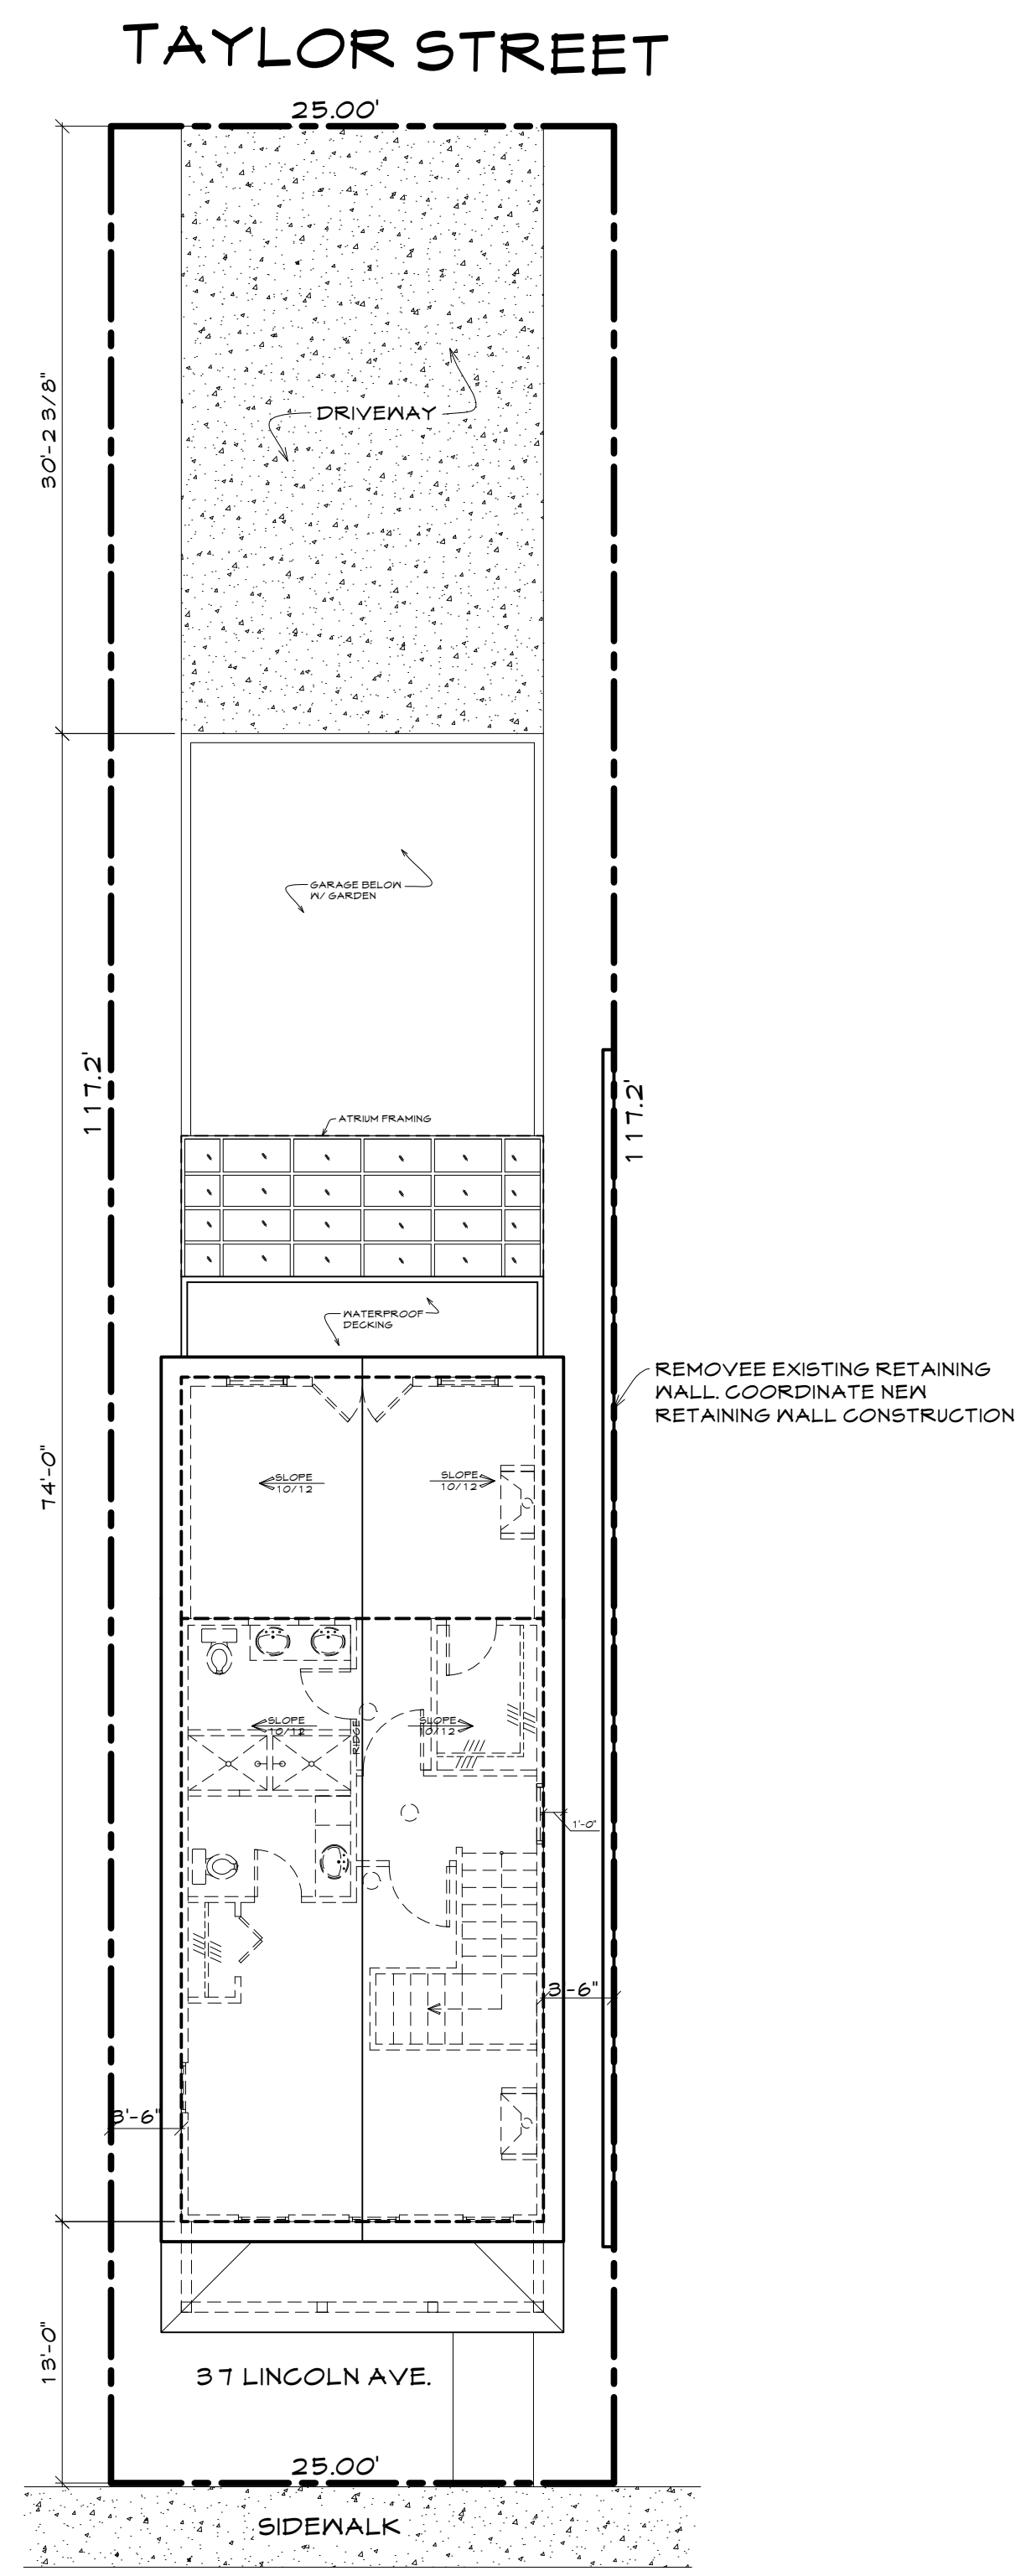 TAYLOR STREET
25.00'
30'-2 3/8"
DRIVEWAY
GARAGE BELOW
W/ GARDEN
117.2'
117.2'
ATRIUM FRAMING
WATERPROOF
DECKING
REMOVEE EXISTING RETAINING
WALL. COORDINATE NEW
RETAINING WALL CONSTRUCTION
74'-0"
SLOPE
10/12
SLOPE
10/12
SLOPE
10/12
RIDGE
SLOPE
10/12
1'-0"
3'-6"
3'-6"
13'-0"
37 LINCOLN AVE.
25.00'
SIDEWALK